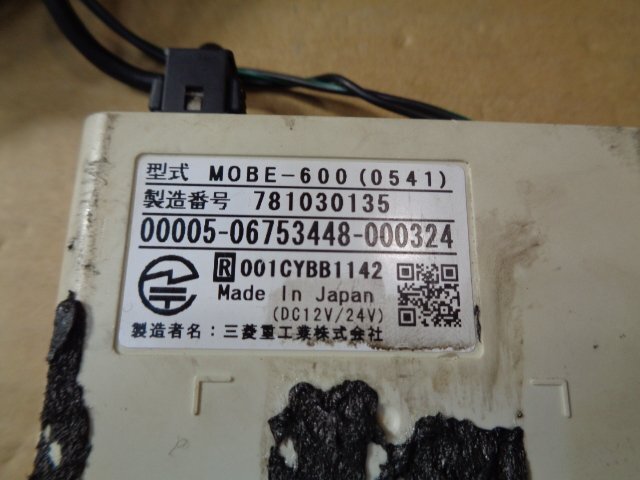 型式 MOBE-600(0541)
製造番号 781030135
00005-06753448-000324
R 001CYBB1142
Made In Japan
(DC12V/24V)
製造者名:三菱重工業株式会社